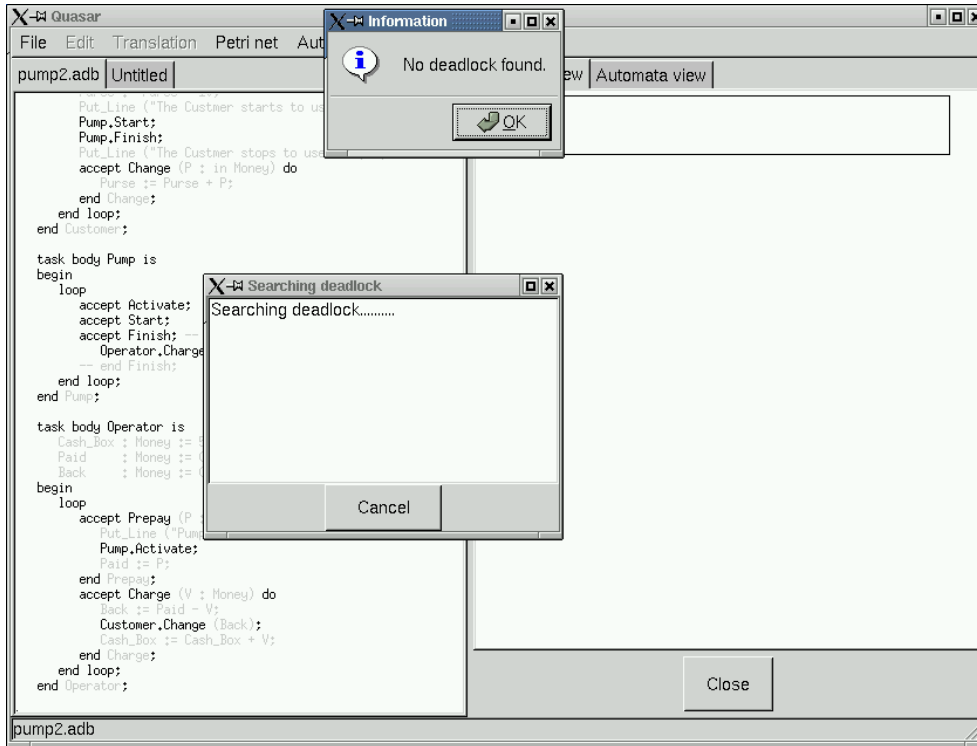 Quasar
Information
File Edit Translation Petri net Aut
No deadlock found.
OK
pump2.adb Untitled
ew Automata view
Put_Line ("The Custmer starts to us
Pump.Start;
Pump.Finish;
Put_Line ("The Custmer stops to use
accept Change (P : in Money) do
Purse := Purse + P;
end Change;
end loop;
end Customer;
task body Pump is
begin
loop
accept Activate;
accept Start;
accept Finish; --
Operator.Charge
-- end Finish;
end loop;
end Pump;
Searching deadlock
Searching deadlock..........
Cancel
task body Operator is
Cash_Box : Money := 5
Paid : Money := 0
Back : Money := 0
begin
loop
accept Prepay (P :
Put_Line ("Pump
Pump.Activate;
Paid := P;
end Prepay;
accept Charge (V : Money) do
Back := Paid - V;
Customer.Change (Back);
Cash_Box := Cash_Box + V;
end Charge;
end loop;
end Operator;
Close
pump2.adb